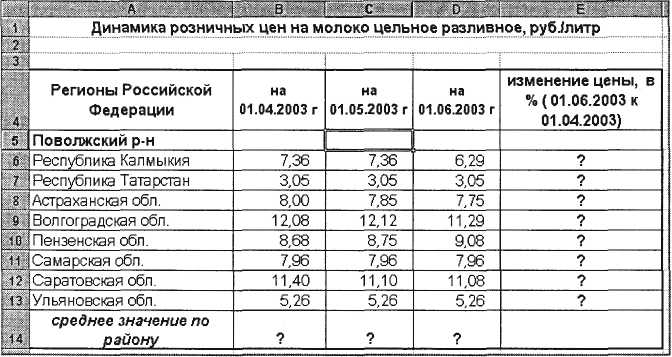 A B C D E
1 Динамика розничных цен на молоко цельное разливное, руб./литр
2
3
4 Регионы Российской Федерации на 01.04.2003 г на 01.05.2003 г на 01.06.2003 г изменение цены, в % ( 01.06.2003 к 01.04.2003)
5 Поволжский р-н
6 Республика Калмыкия 7,36 7,36 6,29 ?
7 Республика Татарстан 3,05 3,05 3,05 ?
8 Астраханская обл. 8,00 7,85 7,75 ?
9 Волгоградская обл. 12,08 12,12 11,29 ?
10 Пензенская обл. 8,68 8,75 9,08 ?
11 Самарская обл. 7,96 7,96 7,96 ?
12 Саратовская обл. 11,40 11,10 11,08 ?
13 Ульяновская обл. 5,26 5,26 5,26 ?
14 среднее значение по району ? ? ?